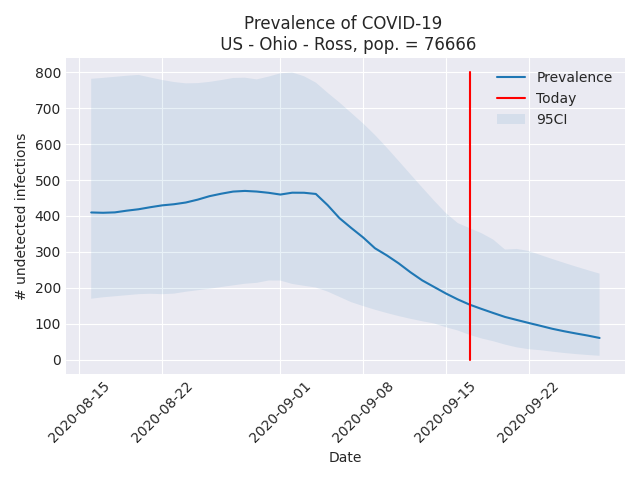 Prevalence of COVID-19
US - Ohio - Ross, pop. = 76666
Prevalence
Today
95CI
# undetected infections
800
700
600
500
400
300
200
100
0
2020-08-15
2020-08-22
2020-09-01
2020-09-08
2020-09-15
2020-09-22
Date